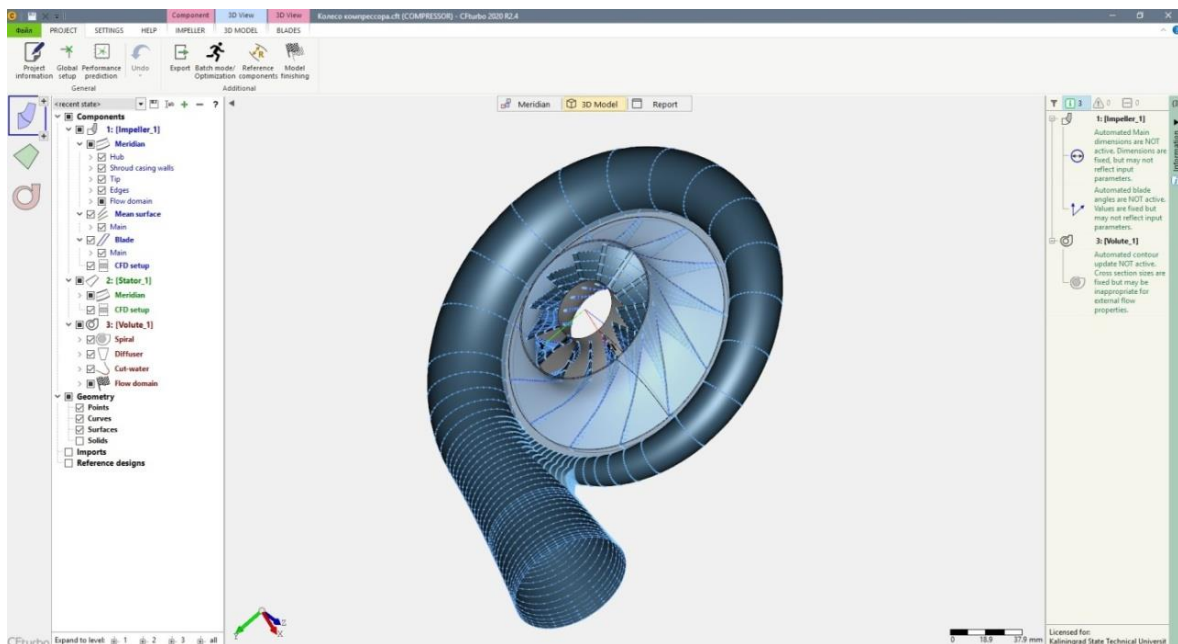 Component 3D View 3D View Колесо компрессора.cft (COMPRESSOR) - CFturbo 2020 R2.4
Файл PROJECT SETTINGS HELP IMPELLER 3D MODEL BLADES
Project information
Global setup
Performance prediction
Undo
Export
Batch mode/ Optimization
Reference components
Model finishing
General
Additional
<recent state>
Meridian 3D Model Report
Components
1: [Impeller_1]
Meridian
Hub
Shroud casing walls
Tip
Edges
Flow domain
Mean surface
Main
Blade
Main
CFD setup
2: [Stator_1]
Meridian
CFD setup
3: [Volute_1]
Spiral
Diffuser
Cut-water
Flow domain
Geometry
Points
Curves
Surfaces
Solids
Imports
Reference designs
3
0
0
1: [Impeller_1]
Automated Main
dimensions are NOT
active. Dimensions are
fixed, but may not
reflect input
parameters.
Automated blade
angles are NOT active.
Values are fixed but
may not reflect input
parameters.
3: [Volute_1]
Automated contour
update NOT active.
Cross section sizes are
fixed but may be
inappropriate for
external flow
properties.
Information
0 18.9 37.9 mm
CFturbo
Expand to level: 1 2 3 all
Licensed for:
Kaliningrad State Technical Universit